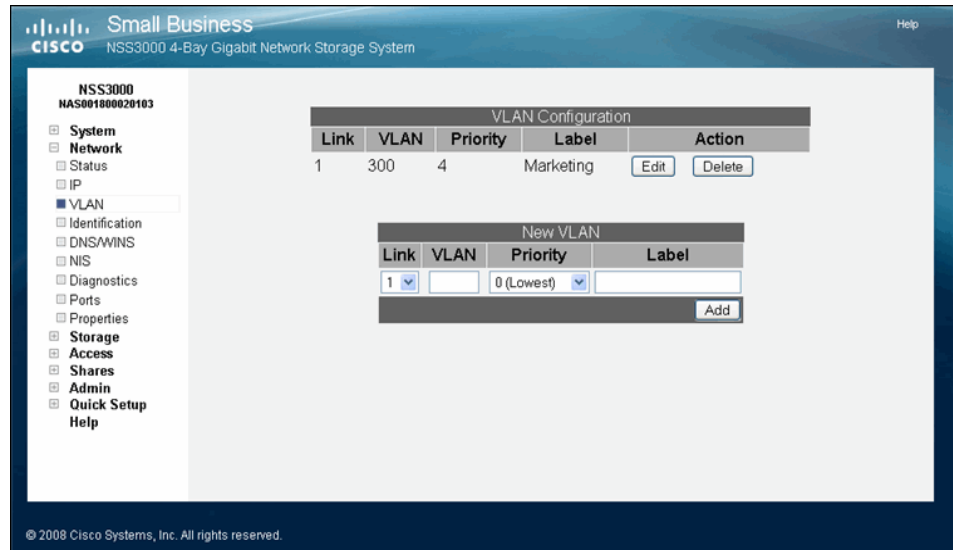 Small Business
Help
CISCO NSS3000 4-Bay Gigabit Network Storage System
NSS3000
NAS001800020103
System
Network
Status
IP
VLAN
Identification
DNS/WINS
NIS
Diagnostics
Ports
Properties
Storage
Access
Shares
Admin
Quick Setup
Help
VLAN Configuration
Link VLAN Priority Label Action
1 300 4 Marketing Edit Delete
New VLAN
Link VLAN Priority Label
1 0 (Lowest)
Add
© 2008 Cisco Systems, Inc. All rights reserved.